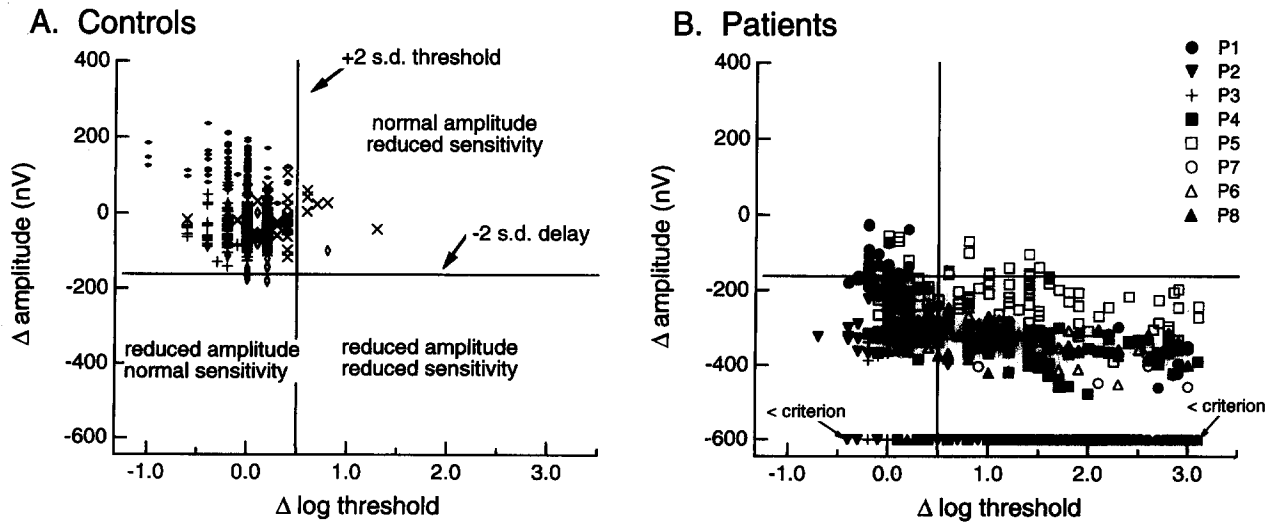 A. Controls
400
200
0
-200
-400
-600
Δ amplitude (nV)
+2 s.d. threshold
normal amplitude
reduced sensitivity
-2 s.d. delay
reduced amplitude
normal sensitivity
reduced amplitude
reduced sensitivity
-1.0
0.0
1.0
2.0
3.0
Δ log threshold
B. Patients
400
200
0
-200
-400
-600
Δ amplitude (nV)
P1
P2
P3
P4
P5
P7
P6
P8
< criterion
< criterion
-1.0
0.0
1.0
2.0
3.0
Δ log threshold